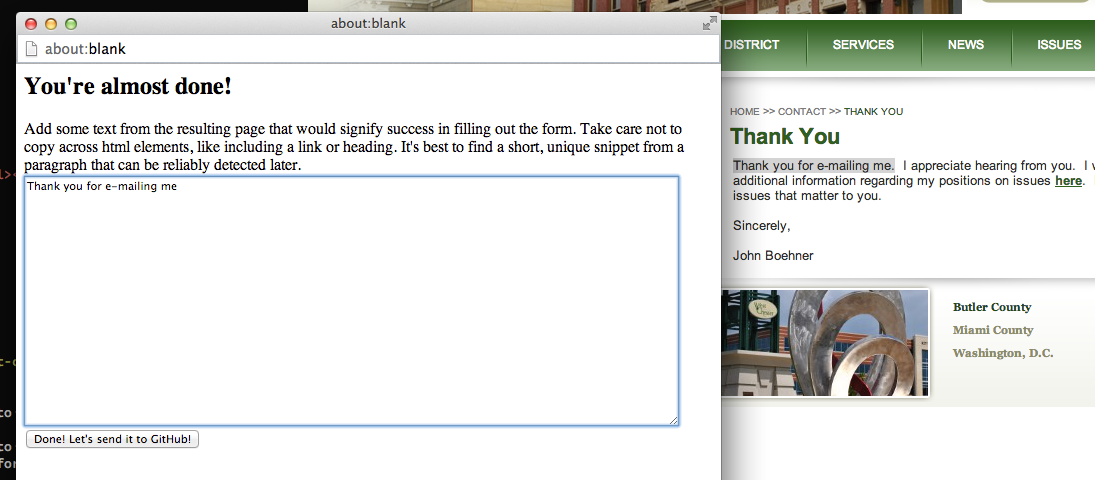 about:blank
about:blank
You're almost done!
Add some text from the resulting page that would signify success in filling out the form. Take care not to
copy across html elements, like including a link or heading. It's best to find a short, unique snippet from a
paragraph that can be reliably detected later.
Thank you for e-mailing me
Done! Let's send it to GitHub!
DISTRICT SERVICES NEWS ISSUES
HOME >> CONTACT >> THANK YOU
Thank You
Thank you for e-mailing me. I appreciate hearing from you. I
additional information regarding my positions on issues here.
issues that matter to you.
Sincerely,
John Boehner
Butler County
Miami County
Washington, D.C.